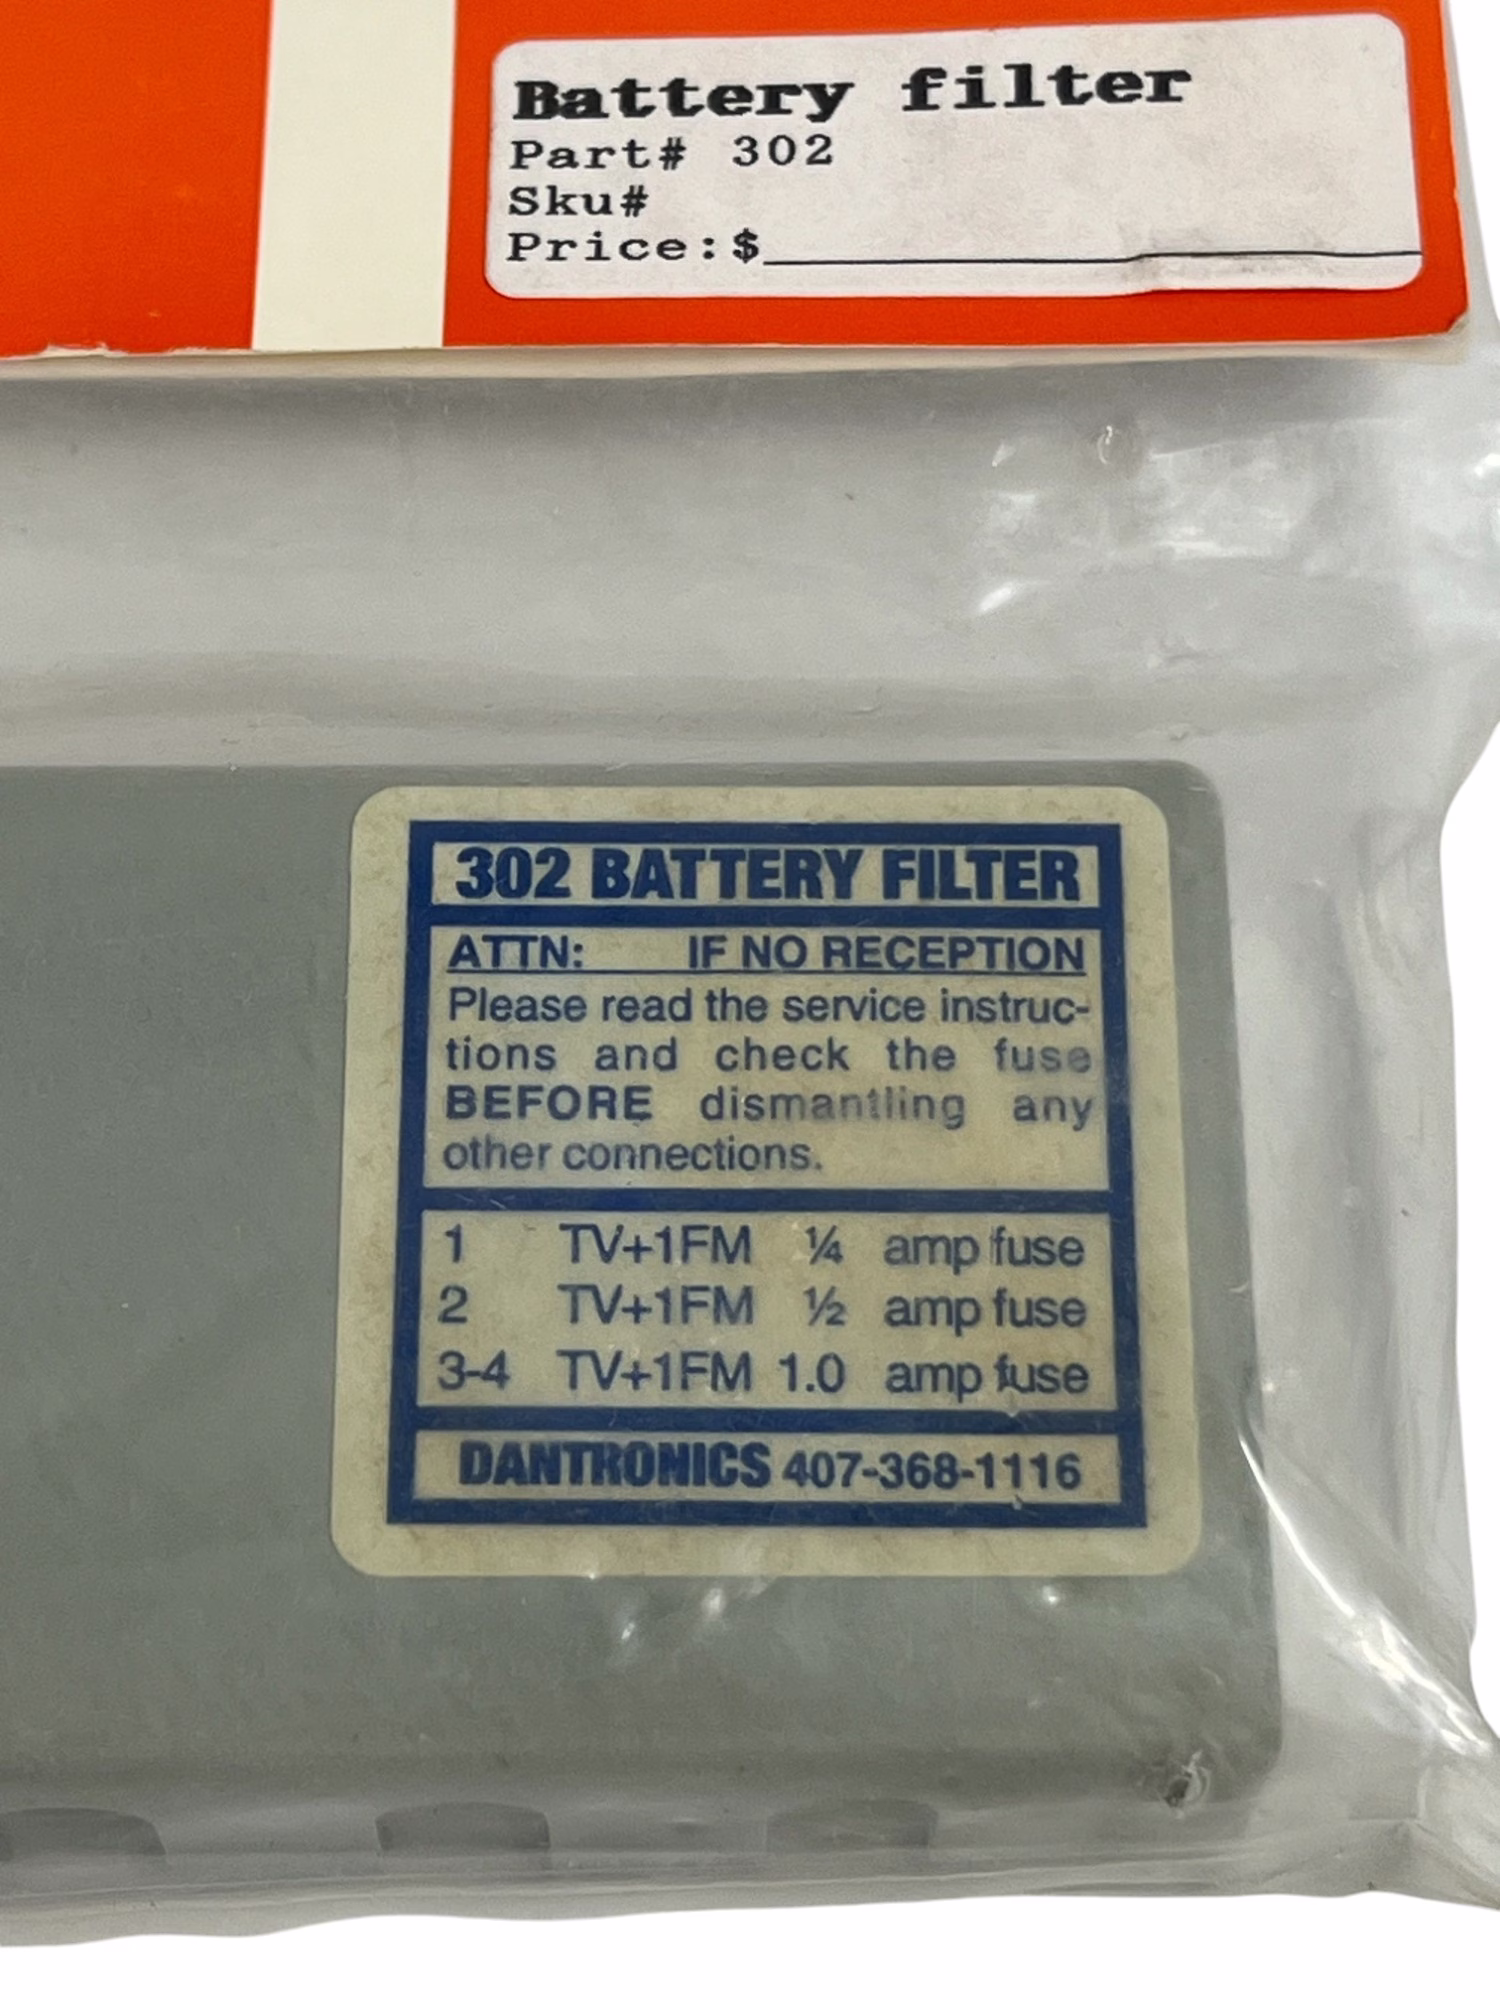 Battery filter
Part# 302
Sku#
Price:$
302 BATTERY FILTER
ATTN: IF NO RECEPTION
Please read the service instruc-
tions and check the fuse
BEFORE dismantling any
other connections.
1 TV+1FM ¼ amp fuse
2 TV+1FM ½ amp fuse
3-4 TV+1FM 1.0 amp fuse
DANTRONICS 407-368-1116